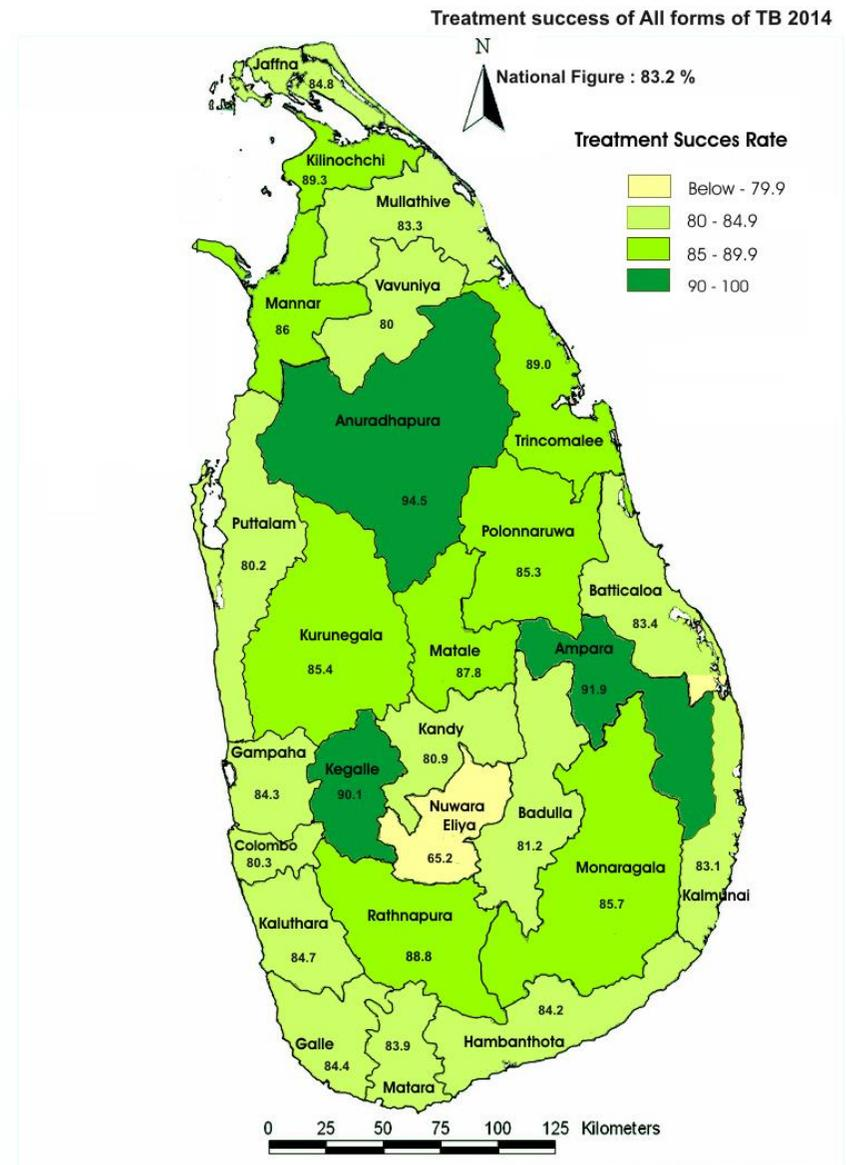 Treatment success of All forms of TB 2014
N
National Figure : 83.2 %
Treatment Succes Rate
Below - 79.9
80 - 84.9
85 - 89.9
90 - 100
Jaffna
84.8
Kilinochchi
89.3
Mullathive
83.3
Vavuniya
80
Mannar
86
89.0
Trincomalee
Anuradhapura
94.5
Puttalam
80.2
Polonnaruwa
85.3
Batticaloa
83.4
Kurunegala
85.4
Matale
87.8
Ampara
91.9
Kandy
80.9
Gampaha
84.3
Kegalle
90.1
Nuwara
Eliya
65.2
Badulla
81.2
Colombo
80.3
Monaragala
85.7
83.1
Kalmunai
Rathnapura
88.8
Kaluthara
84.7
84.2
Hambanthota
Galle
84.4
83.9
Matara
0 25 50 75 100 125 Kilometers